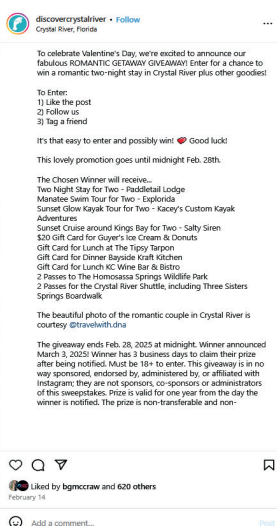 discovercrystalriver • Follow
Crystal River, Florida
To celebrate Valentine's Day, we're excited to announce our
fabulous ROMANTIC GETAWAY GIVEAWAY! Enter for a chance to
win a romantic two-night stay in Crystal River plus other goodies!
To Enter:
1) Like the post
2) Follow us
3) Tag a friend
It's that easy to enter and possibly win! 💘 Good luck!
This lovely promotion goes until midnight Feb. 28th.
The Chosen Winner will receive...
Two Night Stay for Two - Paddletail Lodge
Manatee Swim Tour for Two - Explorida
Sunset Glow Kayak Tour for Two - Kacey's Custom Kayak
Adventures
Sunset Cruise around Kings Bay for Two - Salty Siren
$20 Gift Card for Guyer's Ice Cream & Donuts
Gift Card for Lunch at The Tipsy Tarpon
Gift Card for Dinner Bayside Kraft Kitchen
Gift Card for Lunch KC Wine Bar & Bistro
2 Passes to The Homosassa Springs Wildlife Park
2 Passes for the Crystal River Shuttle, including Three Sisters
Springs Boardwalk
The beautiful photo of the romantic couple in Crystal River is
courtesy @travelwith.dna
The giveaway ends Feb. 28, 2025 at midnight. Winner announced
March 3, 2025! Winner has 3 business days to claim their prize
after being notified. Must be 18+ to enter. This giveaway is in no
way sponsored, endorsed by, administered by, or affiliated with
Instagram; they are not sponsors, co-sponsors or administrators
of this sweepstakes. Prize is valid for one year from the day the
winner is notified. The prize is non-transferable and non-
Liked by bgmccraw and 620 others
February 14
Add a comment...
Post